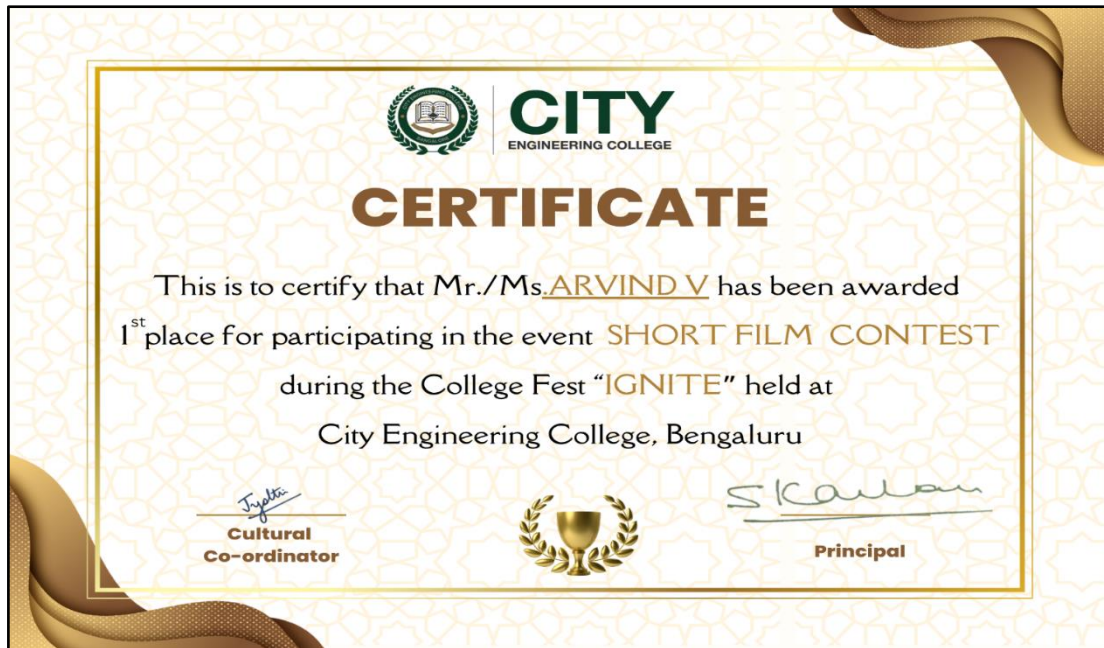 CITY
ENGINEERING COLLEGE
CERTIFICATE
This is to certify that Mr./Ms.ARVIND V has been awarded
1st place for participating in the event SHORT FILM CONTEST
during the College Fest “IGNITE” held at
City Engineering College, Bengaluru
Jyothi
Cultural
Co-ordinator
Principal